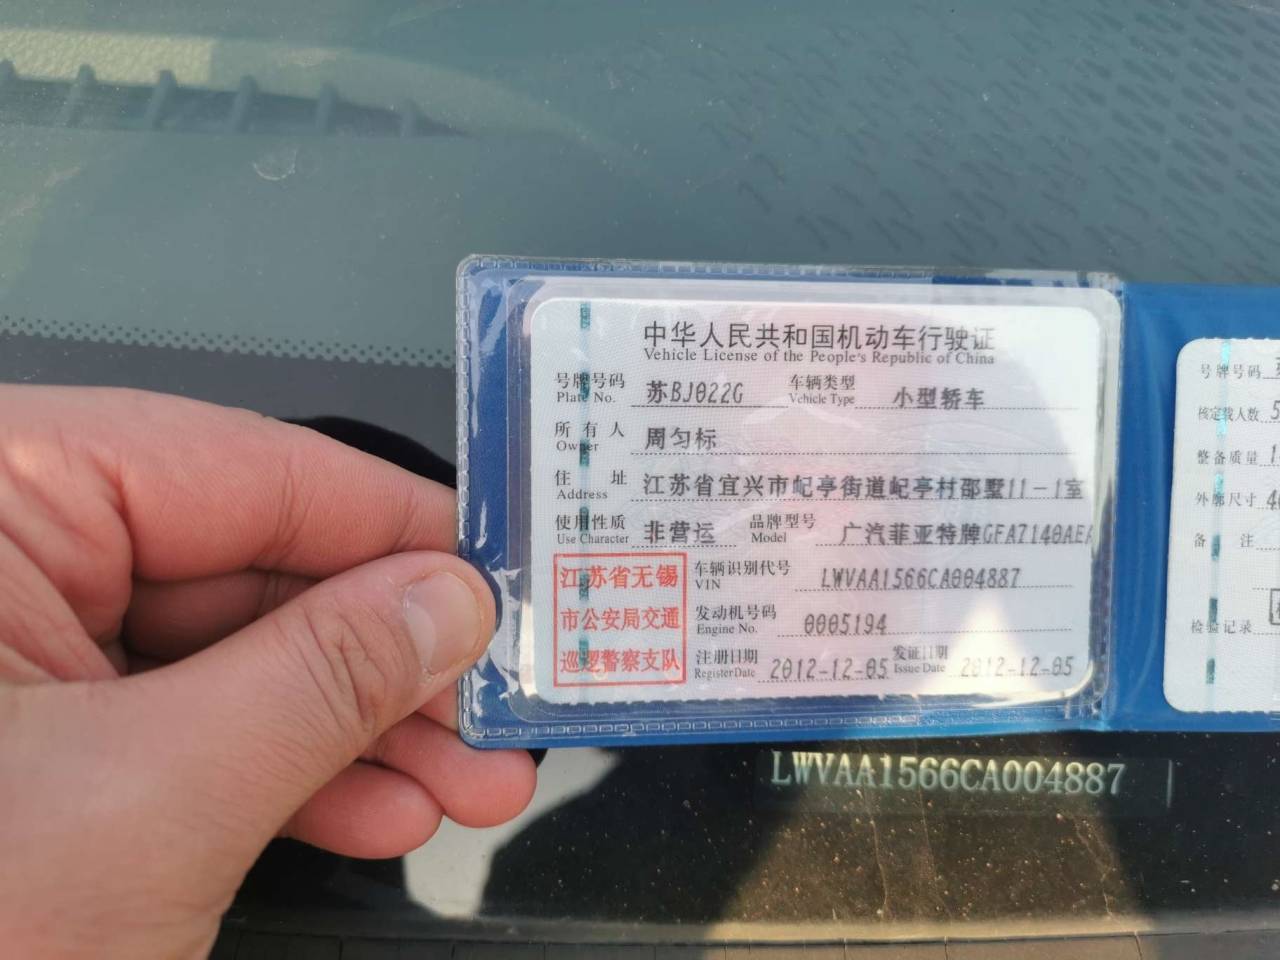 中华人民共和国机动车行驶证
Vehicle License of the People's Republic of China
号牌号码 苏BJ022G 车辆类型 小型轿车
Plate No. Vehicle Type
所有人 周匀标
Owner
住址 江苏省宜兴市屺亭街道屺亭村邵墅11-1室
Address
使用性质 非营运 品牌型号 广汽菲亚特牌GFA7140AEA
Use Character Model
江苏省无锡
市公安局交通
巡逻警察支队
车辆识别代号 LWVAA1566CA004887
VIN
发动机号码 0005194
Engine No.
注册日期 2012-12-05 发证日期 2012-12-05
Register Date Issue Date
号牌号码
核定载人数 5
整备质量 1
外廓尺寸 4
备注
检验记录
LWVAA1566CA004887